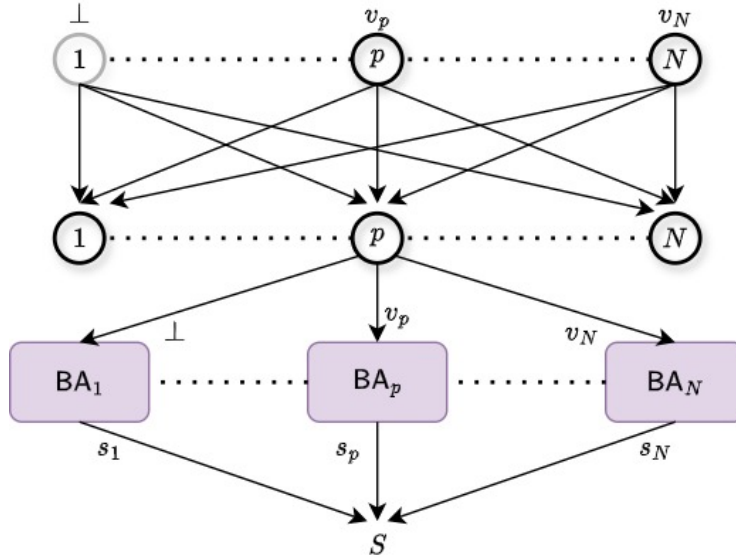 ⊥ v_p v_N
1 p N
1 p N
⊥ v_p v_N
BA_1 BA_p BA_N
s_1 s_p s_N
S